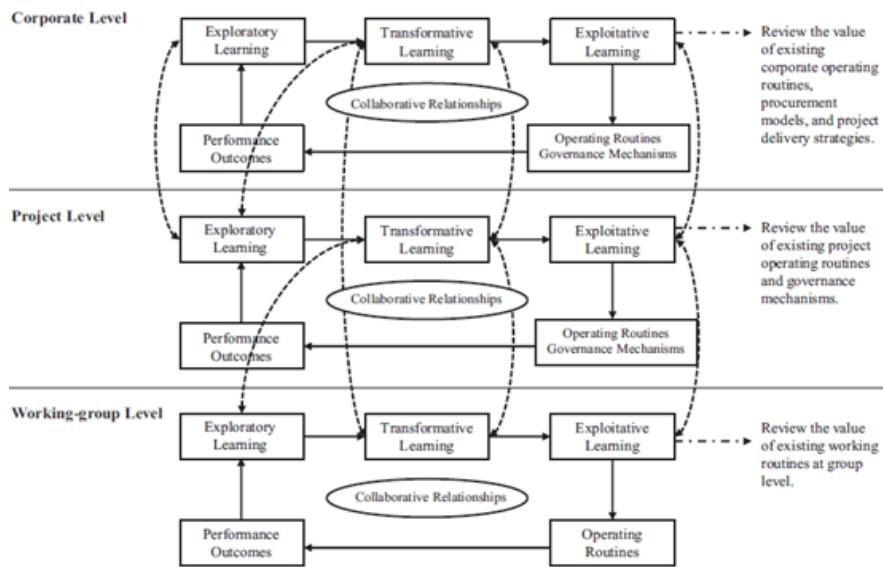 Corporate Level
Exploratory
Learning
Transformative
Learning
Exploitative
Learning
Review the value
of existing
corporate operating
routines,
procurement
models, and project
delivery strategies.
Collaborative Relationships
Performance
Outcomes
Operating Routines
Governance Mechanisms
Project Level
Exploratory
Learning
Transformative
Learning
Exploitative
Learning
Review the value
of existing project
operating routines
and governance
mechanisms.
Collaborative Relationships
Performance
Outcomes
Operating Routines
Governance Mechanisms
Working-group Level
Exploratory
Learning
Transformative
Learning
Exploitative
Learning
Review the value
of existing working
routines at group
level.
Collaborative Relationships
Performance
Outcomes
Operating
Routines